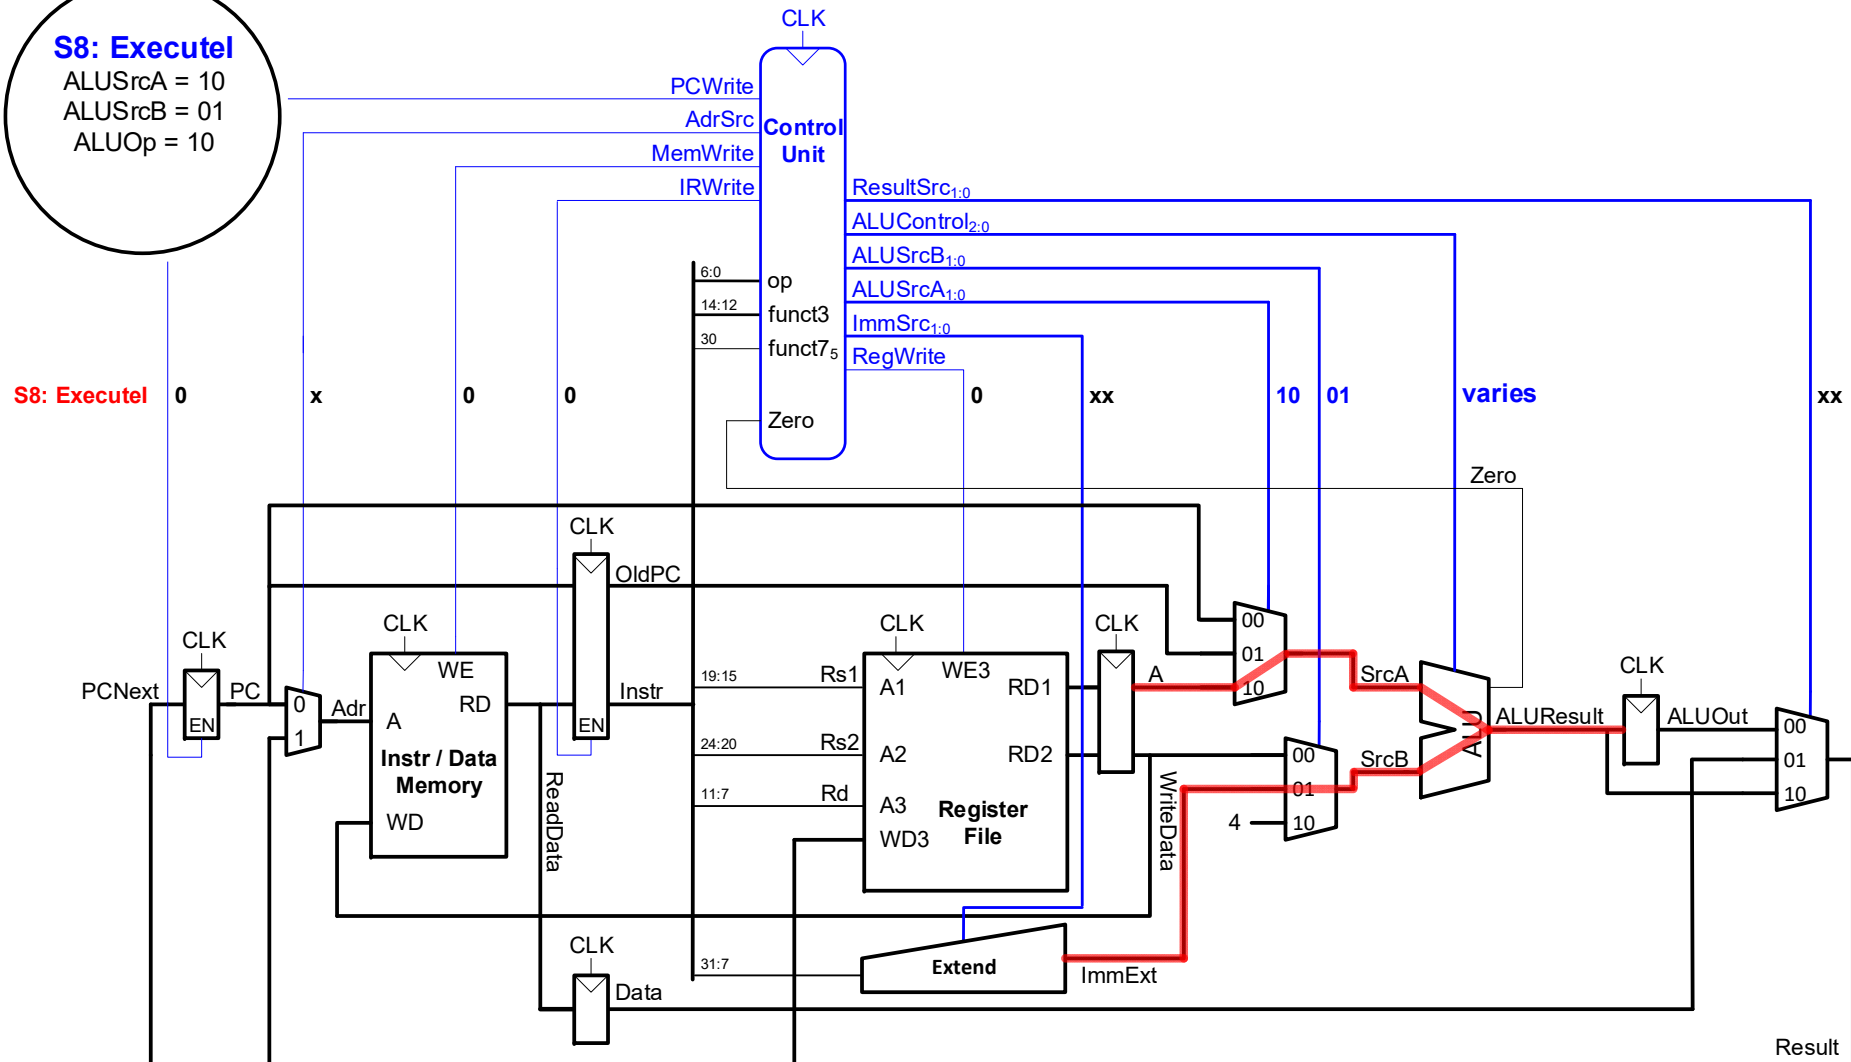 CLK
S8: ExecuteI
ALUSrcA = 10
ALUSrcB = 01
ALUOp = 10
PCWrite
AdrSrc
MemWrite
IRWrite
Control
Unit
ResultSrc1:0
ALUControl2:0
ALUSrcB1:0
ALUSrcA1:0
ImmSrc1:0
RegWrite
6:0
op
14:12
funct3
30
funct75
Zero
S8: ExecuteI
0
x
0
0
0
xx
10
01
varies
xx
Zero
CLK
OldPC
CLK
CLK
CLK
CLK
CLK
PCNext
EN
PC
0
1
Adr
WE
RD
A
Instr / Data
Memory
WD
EN
Instr
ReadData
19:15
Rs1
24:20
Rs2
11:7
Rd
A1
WE3
RD1
A2
RD2
A3
WD3
Register
File
A
WriteData
00
01
10
SrcA
00
01
10
4
SrcB
ALU
ALUResult
ALUOut
00
01
10
31:7
Extend
ImmExt
CLK
Data
Result